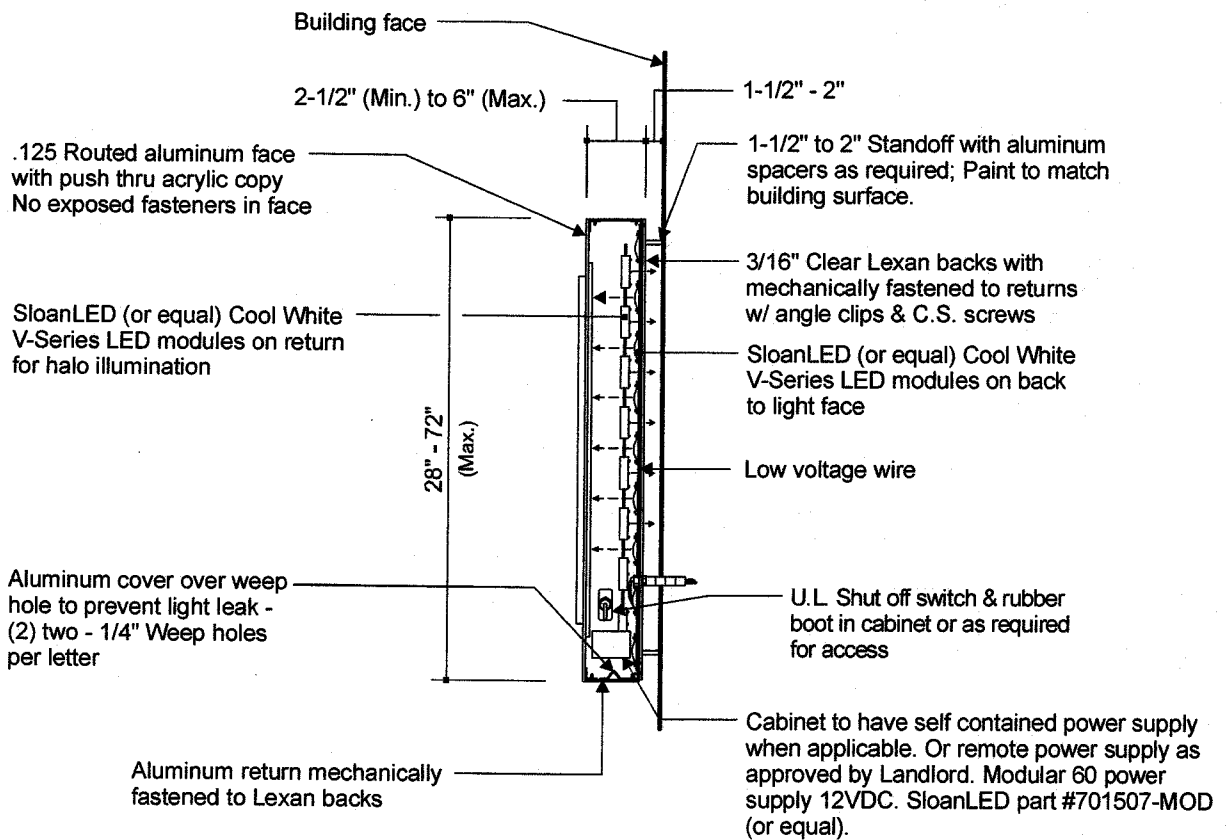 Building face
2-1/2" (Min.) to 6" (Max.)
1-1/2" - 2"
.125 Routed aluminum face
with push thru acrylic copy
No exposed fasteners in face
1-1/2" to 2" Standoff with aluminum
spacers as required; Paint to match
building surface.
3/16" Clear Lexan backs with
mechanically fastened to returns
w/ angle clips & C.S. screws
SloanLED (or equal) Cool White
V-Series LED modules on return
for halo illumination
SloanLED (or equal) Cool White
V-Series LED modules on back
to light face
28" - 72"
(Max.)
Low voltage wire
Aluminum cover over weep
hole to prevent light leak -
(2) two - 1/4" Weep holes
per letter
U.L. Shut off switch & rubber
boot in cabinet or as required
for access
Aluminum return mechanically
fastened to Lexan backs
Cabinet to have self contained power supply
when applicable. Or remote power supply as
approved by Landlord. Modular 60 power
supply 12VDC. SloanLED part #701507-MOD
(or equal).